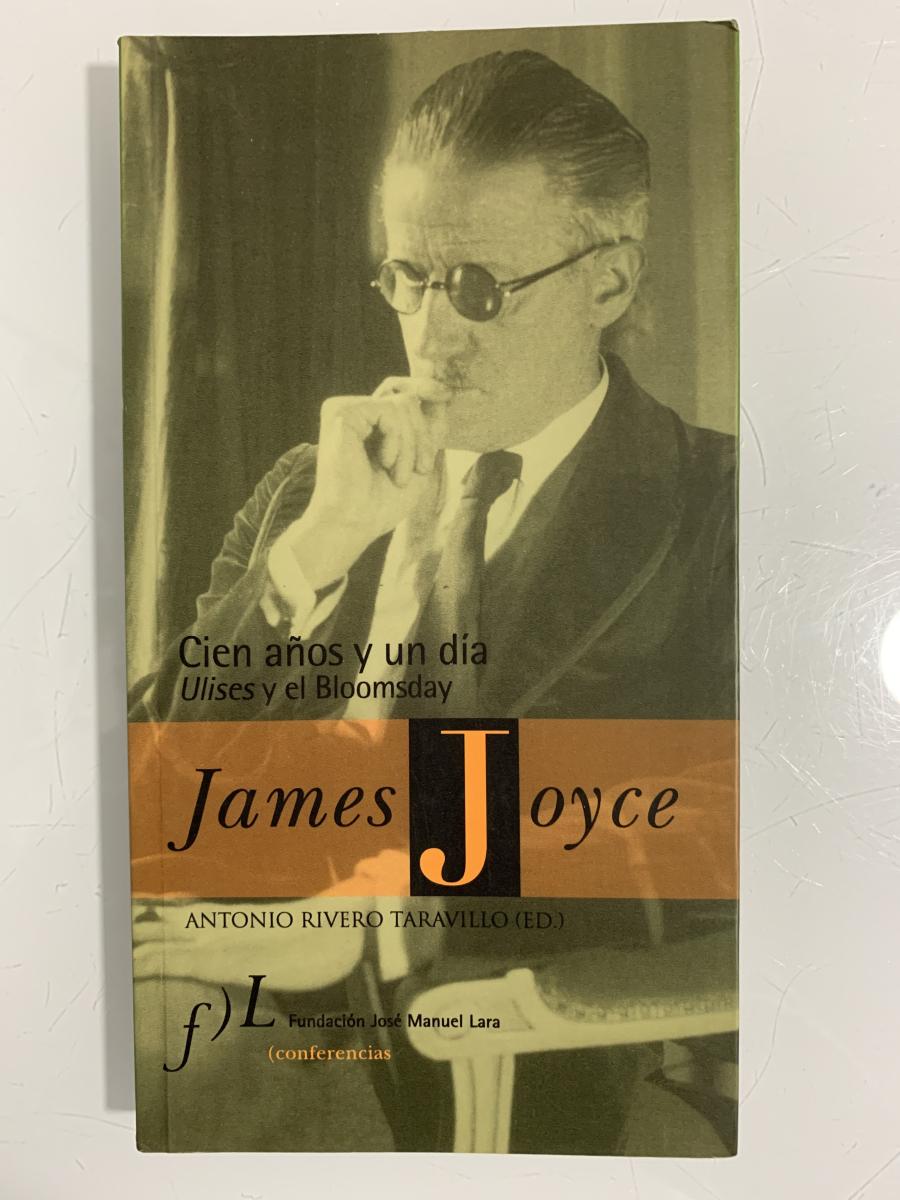 Cien años y un día
Ulises y el Bloomsday
James Joyce
ANTONIO RIVERO TARAVILLO (ED.)
f)L Fundación José Manuel Lara
(conferencias